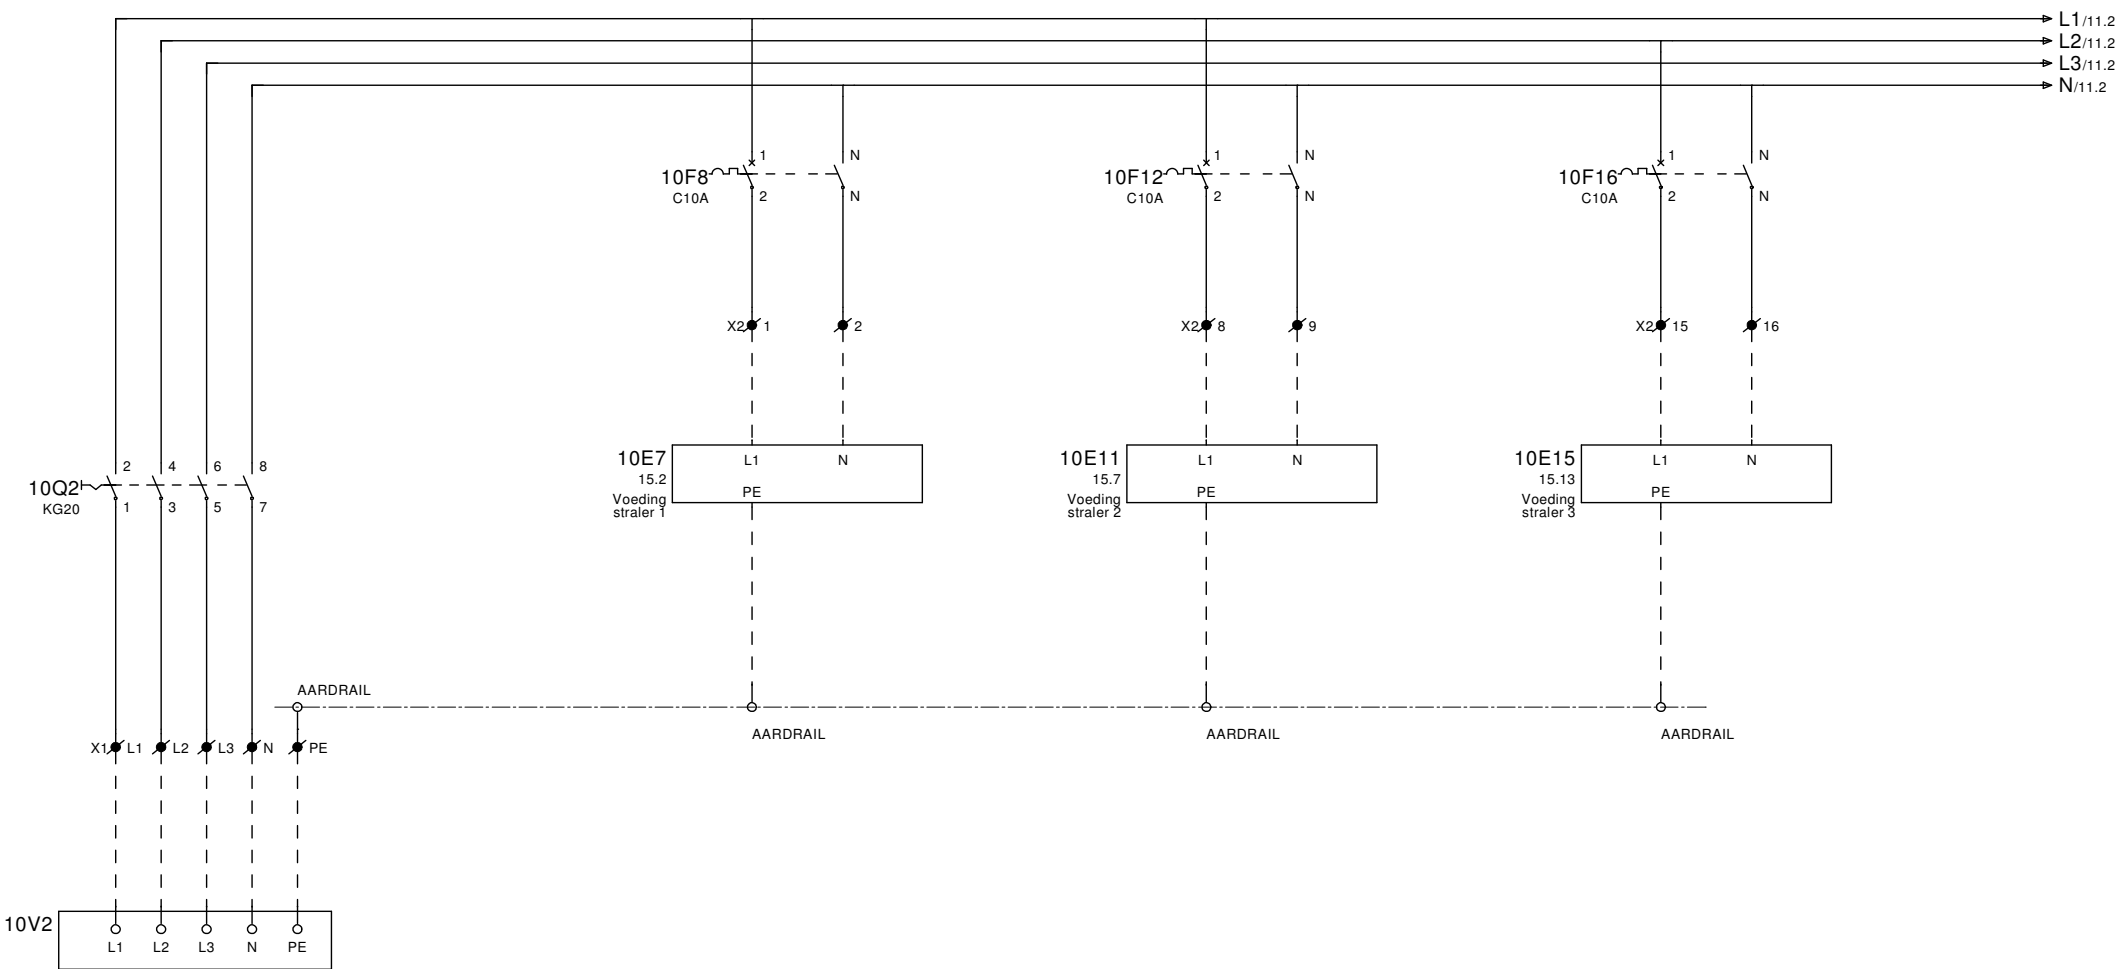 L1/11.2
L2/11.2
L3/11.2
N/11.2
1 N 1 N 1 N
10F8 10F12 10F16
C10A 2 N C10A 2 N C10A 2 N
X2 1 2 X2 8 9 X2 15 16
2 4 6 8
10Q2
KG20 1 3 5 7
10E7 L1 N
15.2
Voeding PE
straler 1
10E11 L1 N
15.7
Voeding PE
straler 2
10E15 L1 N
15.13
Voeding PE
straler 3
AARDRAIL
AARDRAIL AARDRAIL AARDRAIL
X1 L1 L2 L3 N PE
10V2
L1 L2 L3 N PE